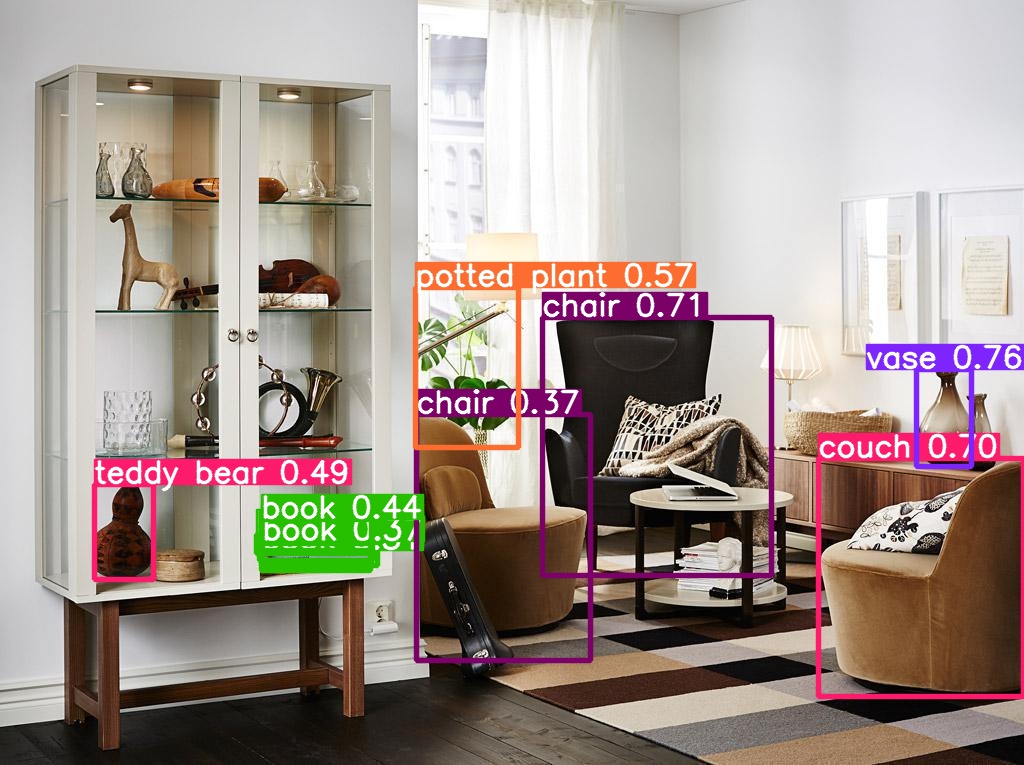 potted plant 0.57
chair 0.71
vase 0.76
chair 0.37
couch 0.70
teddy bear 0.49
book 0.44
book 0.37